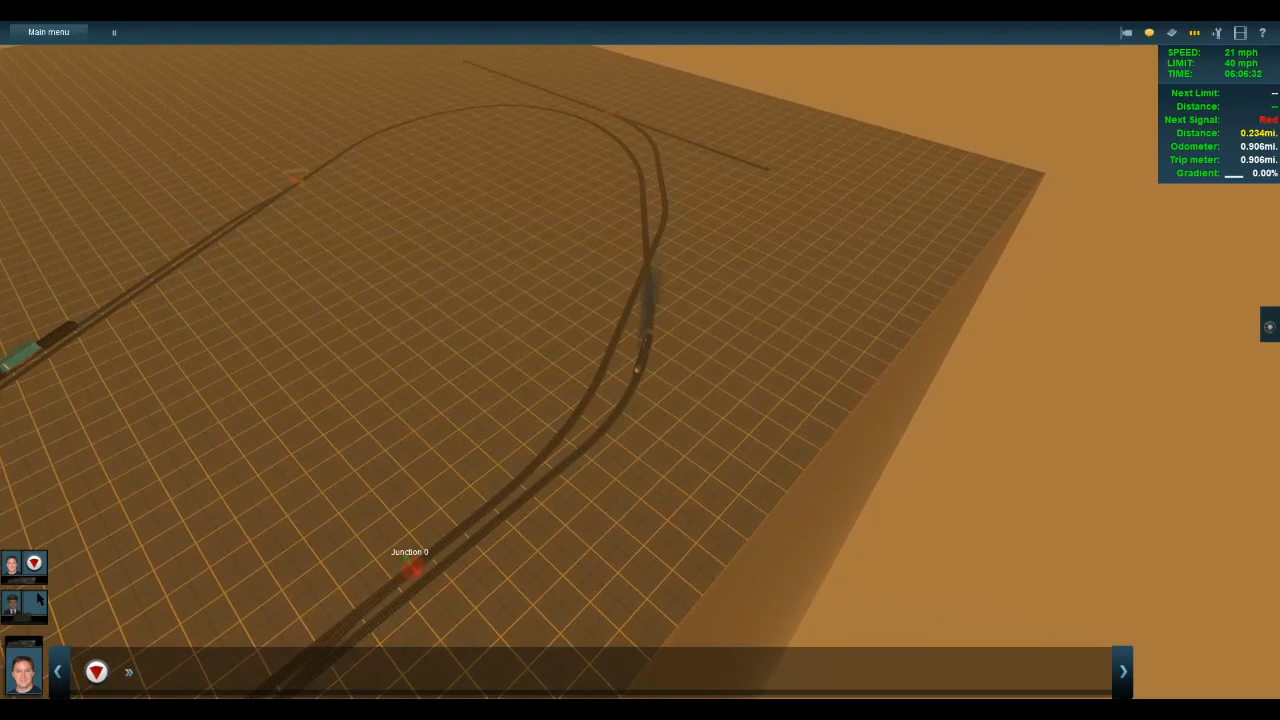 Main menu
SPEED: 21 mph
LIMIT: 40 mph
TIME: 06:06:32
Next Limit: --
Distance: --
Next Signal: Red
Distance: 0.234mi.
Odometer: 0.906mi.
Trip meter: 0.906mi.
Gradient: 0.00%
Junction 0